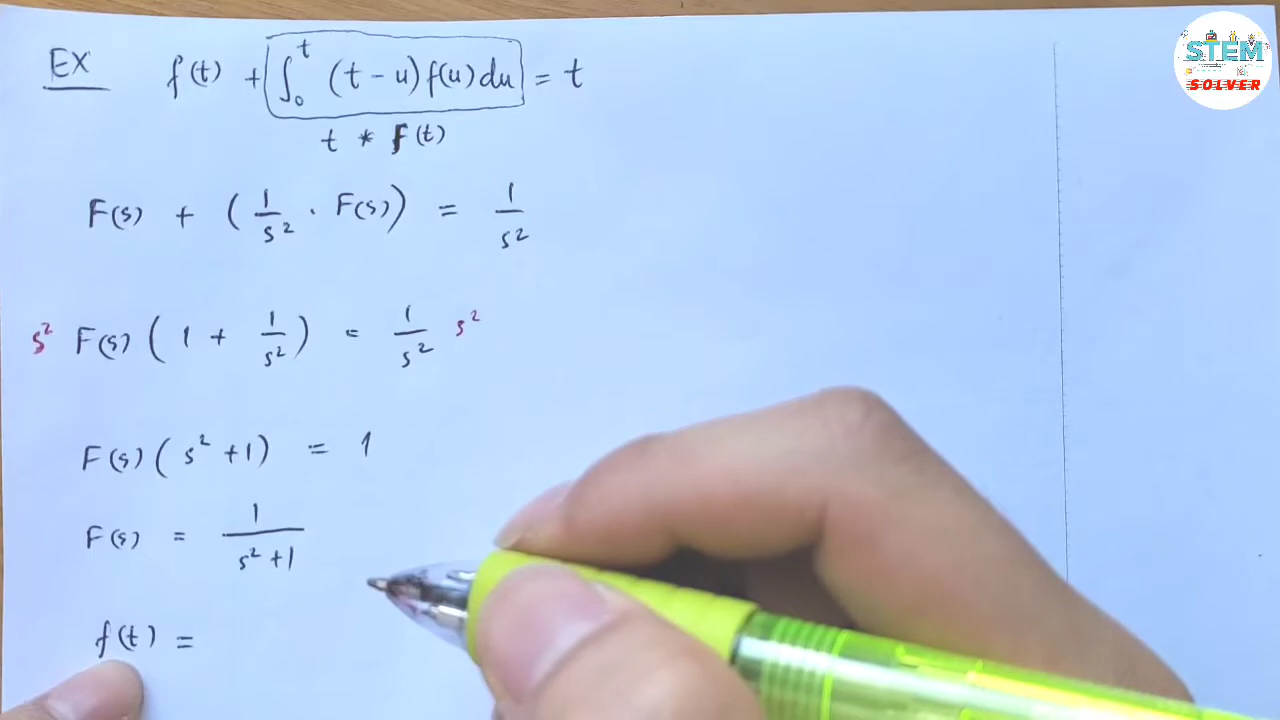 EX f(t) + ∫₀ᵗ (t - u) f(u) du = t
t * F(t)
F(s) + (1/s² · F(s)) = 1/s²
s² F(s) (1 + 1/s²) = 1/s² s²
F(s) (s² + 1) = 1
F(s) = 1/(s² + 1)
f(t) =
STEM
SOLVER